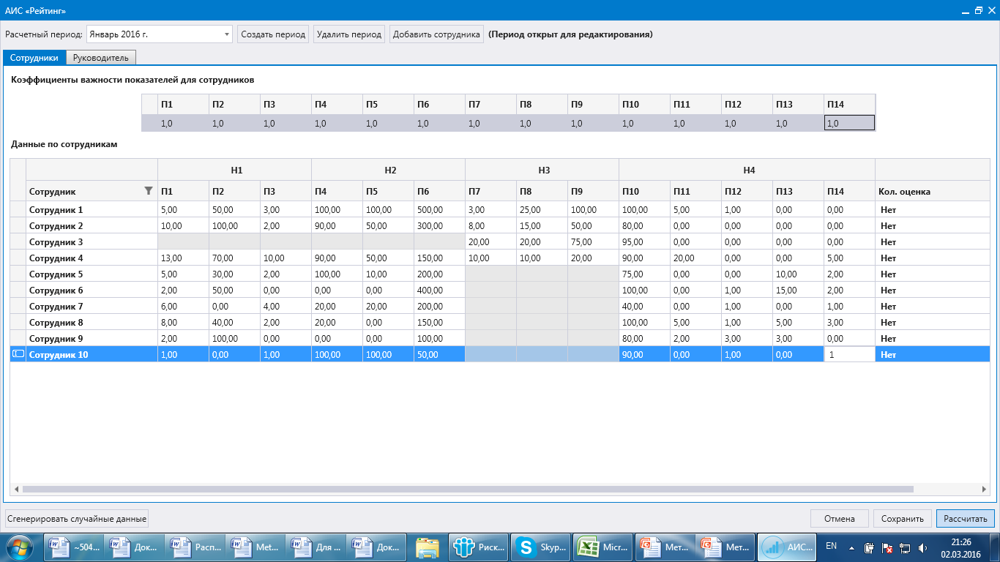 АИС «Рейтинг»
Расчетный период: Январь 2016 г. Создать период Удалить период Добавить сотрудника (Период открыт для редактирования)
Сотрудники Руководитель
Коэффициенты важности показателей для сотрудников
П1 П2 П3 П4 П5 П6 П7 П8 П9 П10 П11 П12 П13 П14
1,0 1,0 1,0 1,0 1,0 1,0 1,0 1,0 1,0 1,0 1,0 1,0 1,0 1,0
Данные по сотрудникам
Н1 Н2 Н3 Н4
Сотрудник П1 П2 П3 П4 П5 П6 П7 П8 П9 П10 П11 П12 П13 П14 Кол. оценка
Сотрудник 1 5,00 50,00 3,00 100,00 100,00 500,00 3,00 25,00 100,00 100,00 5,00 1,00 0,00 0,00 Нет
Сотрудник 2 10,00 100,00 2,00 90,00 50,00 300,00 8,00 15,00 50,00 80,00 0,00 0,00 0,00 0,00 Нет
Сотрудник 3 20,00 20,00 75,00 95,00 0,00 0,00 0,00 0,00 Нет
Сотрудник 4 13,00 70,00 10,00 90,00 50,00 150,00 10,00 10,00 20,00 90,00 20,00 0,00 0,00 5,00 Нет
Сотрудник 5 5,00 30,00 2,00 100,00 10,00 200,00 75,00 0,00 0,00 10,00 2,00 Нет
Сотрудник 6 2,00 50,00 0,00 0,00 0,00 400,00 100,00 0,00 1,00 15,00 2,00 Нет
Сотрудник 7 6,00 0,00 4,00 20,00 20,00 200,00 40,00 0,00 1,00 0,00 1,00 Нет
Сотрудник 8 8,00 40,00 2,00 20,00 0,00 150,00 100,00 5,00 1,00 5,00 3,00 Нет
Сотрудник 9 2,00 100,00 0,00 0,00 0,00 100,00 80,00 2,00 3,00 3,00 0,00 Нет
Сотрудник 10 1,00 0,00 1,00 100,00 100,00 50,00 90,00 0,00 1,00 0,00 1 Нет
Сгенерировать случайные данные Отмена Сохранить Рассчитать
~504... Док... Расп... Met... Для ... Док... Риск... Skyp... Micr... Мет... Мет... АИС... EN 21:26
02.03.2016